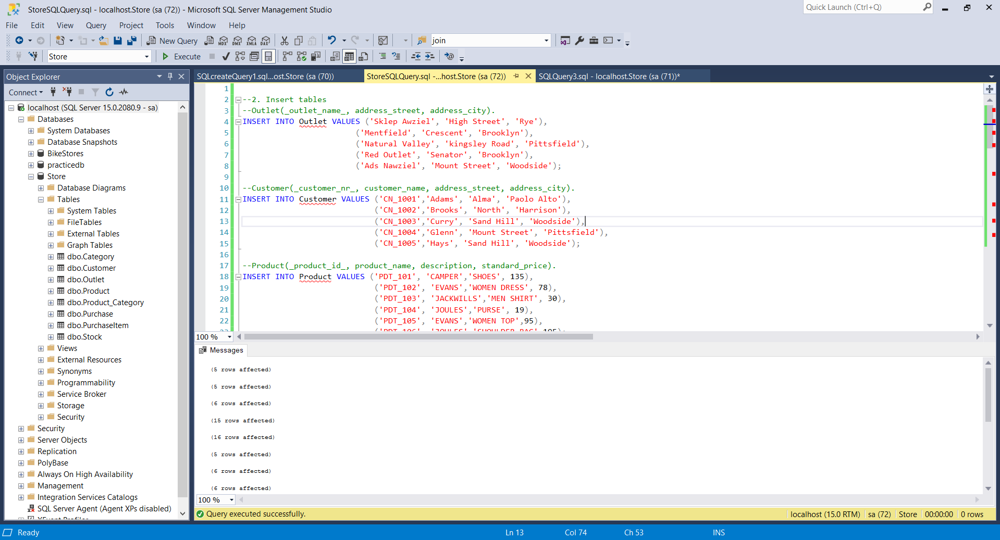 StoreSQLQuery.sql - localhost.Store (sa (72)) - Microsoft SQL Server Management Studio
Quick Launch (Ctrl+Q)
File Edit View Query Project Tools Window Help
New Query MDX DMX XMLA DAX join
Store Execute
Object Explorer
Connect
localhost (SQL Server 15.0.2080.9 - sa)
Databases
System Databases
Database Snapshots
BikeStores
practicedb
Store
Database Diagrams
Tables
System Tables
FileTables
External Tables
Graph Tables
dbo.Category
dbo.Customer
dbo.Outlet
dbo.Product
dbo.Product_Category
dbo.Purchase
dbo.PurchaseItem
dbo.Stock
Views
External Resources
Synonyms
Programmability
Service Broker
Storage
Security
Security
Server Objects
Replication
PolyBase
Always On High Availability
Management
Integration Services Catalogs
SQL Server Agent (Agent XPs disabled)
XEvent Profiler
SQLcreateQuery1.sql...ost.Store (sa (70)) StoreSQLQuery.sql -...host.Store (sa (72)) SQLQuery3.sql - localhost.Store (sa (71))*
1
2 --2. Insert tables
3 --Outlet(_outlet_name_, address_street, address_city).
4 INSERT INTO Outlet VALUES ('Sklep Awziel', 'High Street', 'Rye'),
5 ('Mentfield', 'Crescent', 'Brooklyn'),
6 ('Natural Valley', 'kingsley Road', 'Pittsfield'),
7 ('Red Outlet', 'Senator', 'Brooklyn'),
8 ('Ads Nawziel', 'Mount Street', 'Woodside');
9
10 --Customer(_customer_nr_, customer_name, address_street, address_city).
11 INSERT INTO Customer VALUES ('CN_1001','Adams', 'Alma', 'Paolo Alto'),
12 ('CN_1002','Brooks', 'North', 'Harrison'),
13 ('CN_1003','Curry', 'Sand Hill', 'Woodside'),
14 ('CN_1004','Glenn', 'Mount Street', 'Pittsfield'),
15 ('CN_1005','Hays', 'Sand Hill', 'Woodside');
16
17 --Product(_product_id_, product_name, description, standard_price).
18 INSERT INTO Product VALUES ('PDT_101', 'CAMPER','SHOES', 135),
19 ('PDT_102', 'EVANS','WOMEN DRESS', 78),
20 ('PDT_103', 'JACKWILLS','MEN SHIRT', 30),
21 ('PDT_104', 'JOULES','PURSE', 19),
22 ('PDT_105', 'EVANS','WOMEN TOP',95),
23 ('PDT_106', 'JOULES','SHOULDER BAG',195);
100 %
Messages
(5 rows affected)
(5 rows affected)
(6 rows affected)
(15 rows affected)
(16 rows affected)
(5 rows affected)
(6 rows affected)
(6 rows affected)
100 %
Query executed successfully. localhost (15.0 RTM) sa (72) Store 00:00:00 0 rows
Ready Ln 13 Col 74 Ch 53 INS